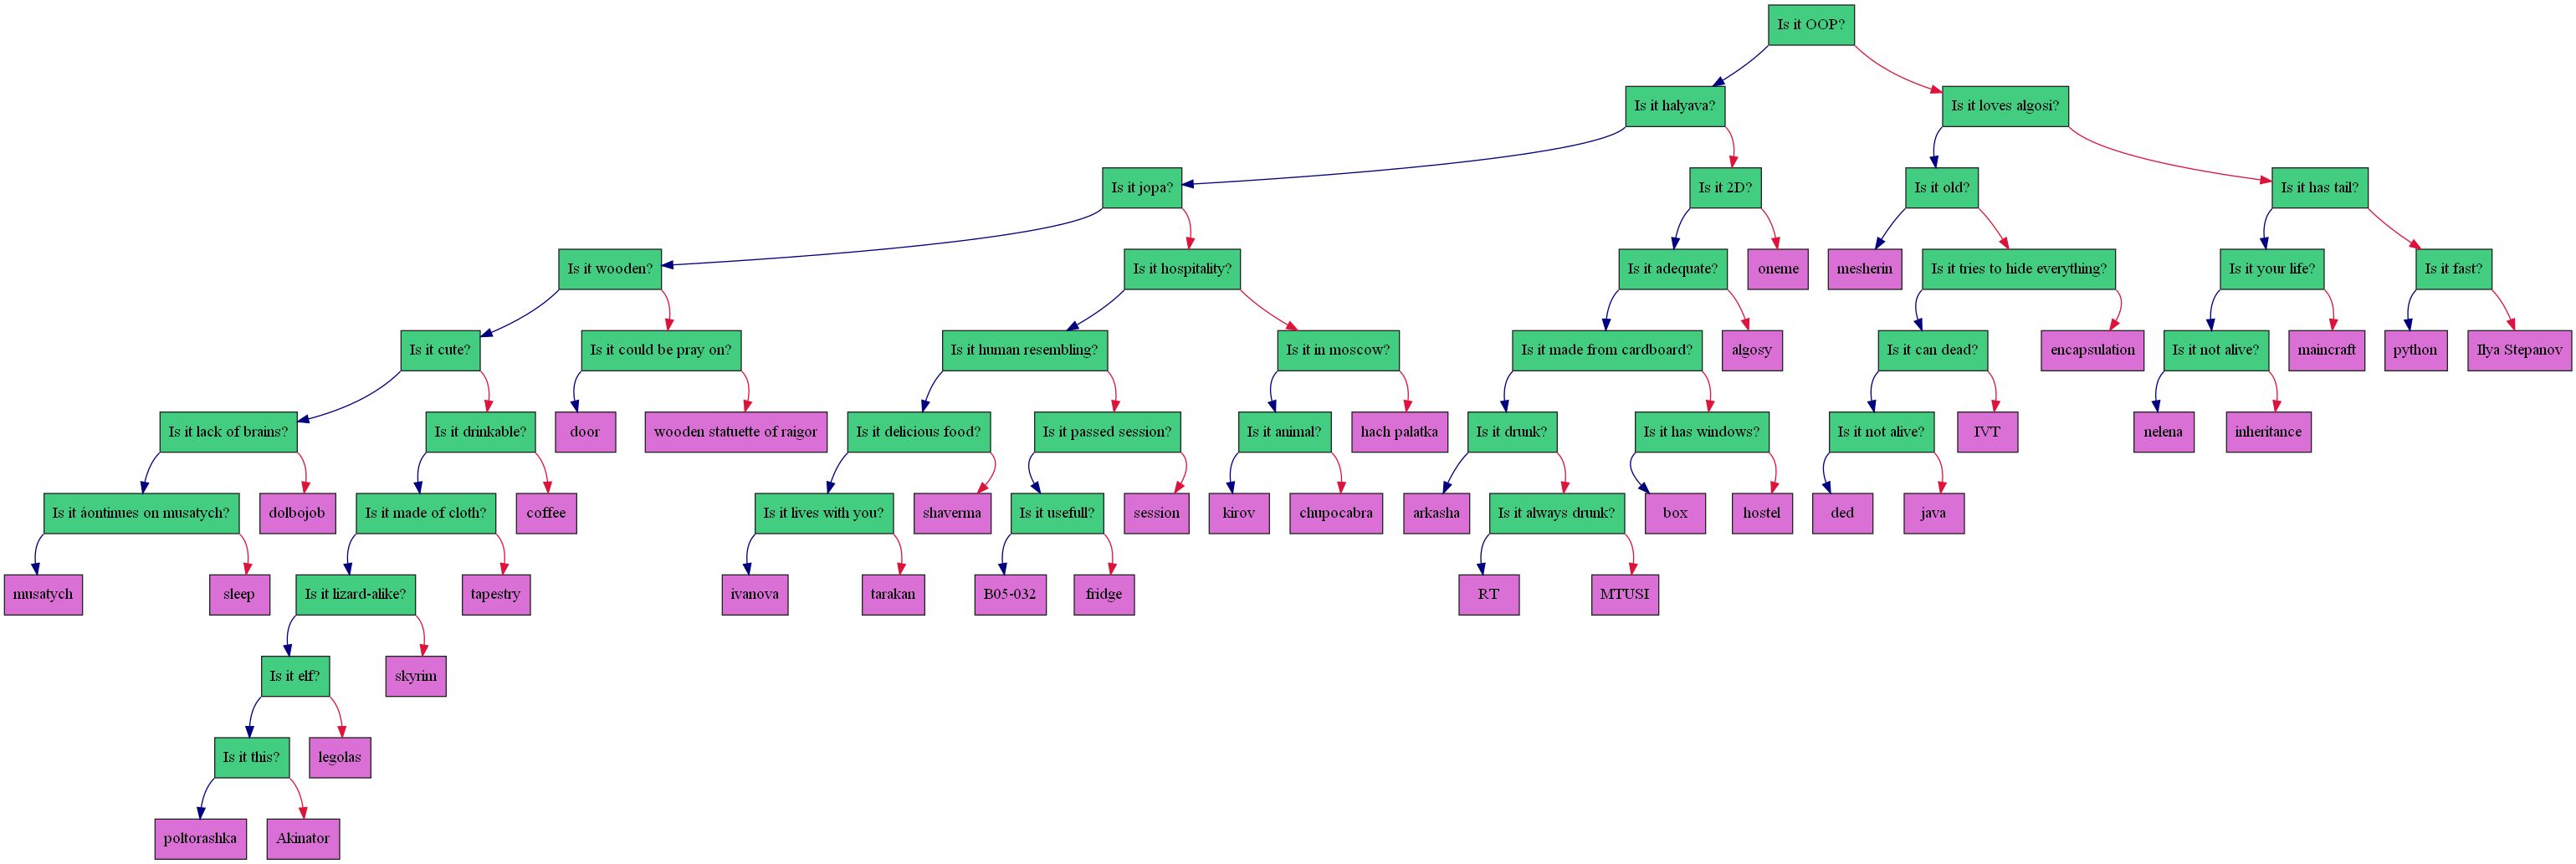 Is it OOP?
Is it halyava?
Is it loves algosi?
Is it jopa?
Is it 2D?
Is it old?
Is it has tail?
Is it wooden?
Is it hospitality?
Is it adequate?
oneme
mesherin
Is it tries to hide everything?
Is it your life?
Is it fast?
Is it cute?
Is it could be pray on?
Is it human resembling?
Is it in moscow?
Is it made from cardboard?
algosy
Is it can dead?
encapsulation
Is it not alive?
maincraft
python
Ilya Stepanov
Is it lack of brains?
Is it drinkable?
door
wooden statuette of raigor
Is it delicious food?
Is it passed session?
Is it animal?
hach palatka
Is it drunk?
Is it has windows?
Is it not alive?
IVT
nelena
inheritance
Is it áontinues on musatych?
dolbojob
Is it made of cloth?
coffee
Is it lives with you?
shaverma
Is it usefull?
session
kirov
chupocabra
arkasha
Is it always drunk?
box
hostel
ded
java
musatych
sleep
Is it lizard-alike?
tapestry
ivanova
tarakan
B05-032
fridge
RT
MTUSI
Is it elf?
skyrim
Is it this?
legolas
poltorashka
Akinator